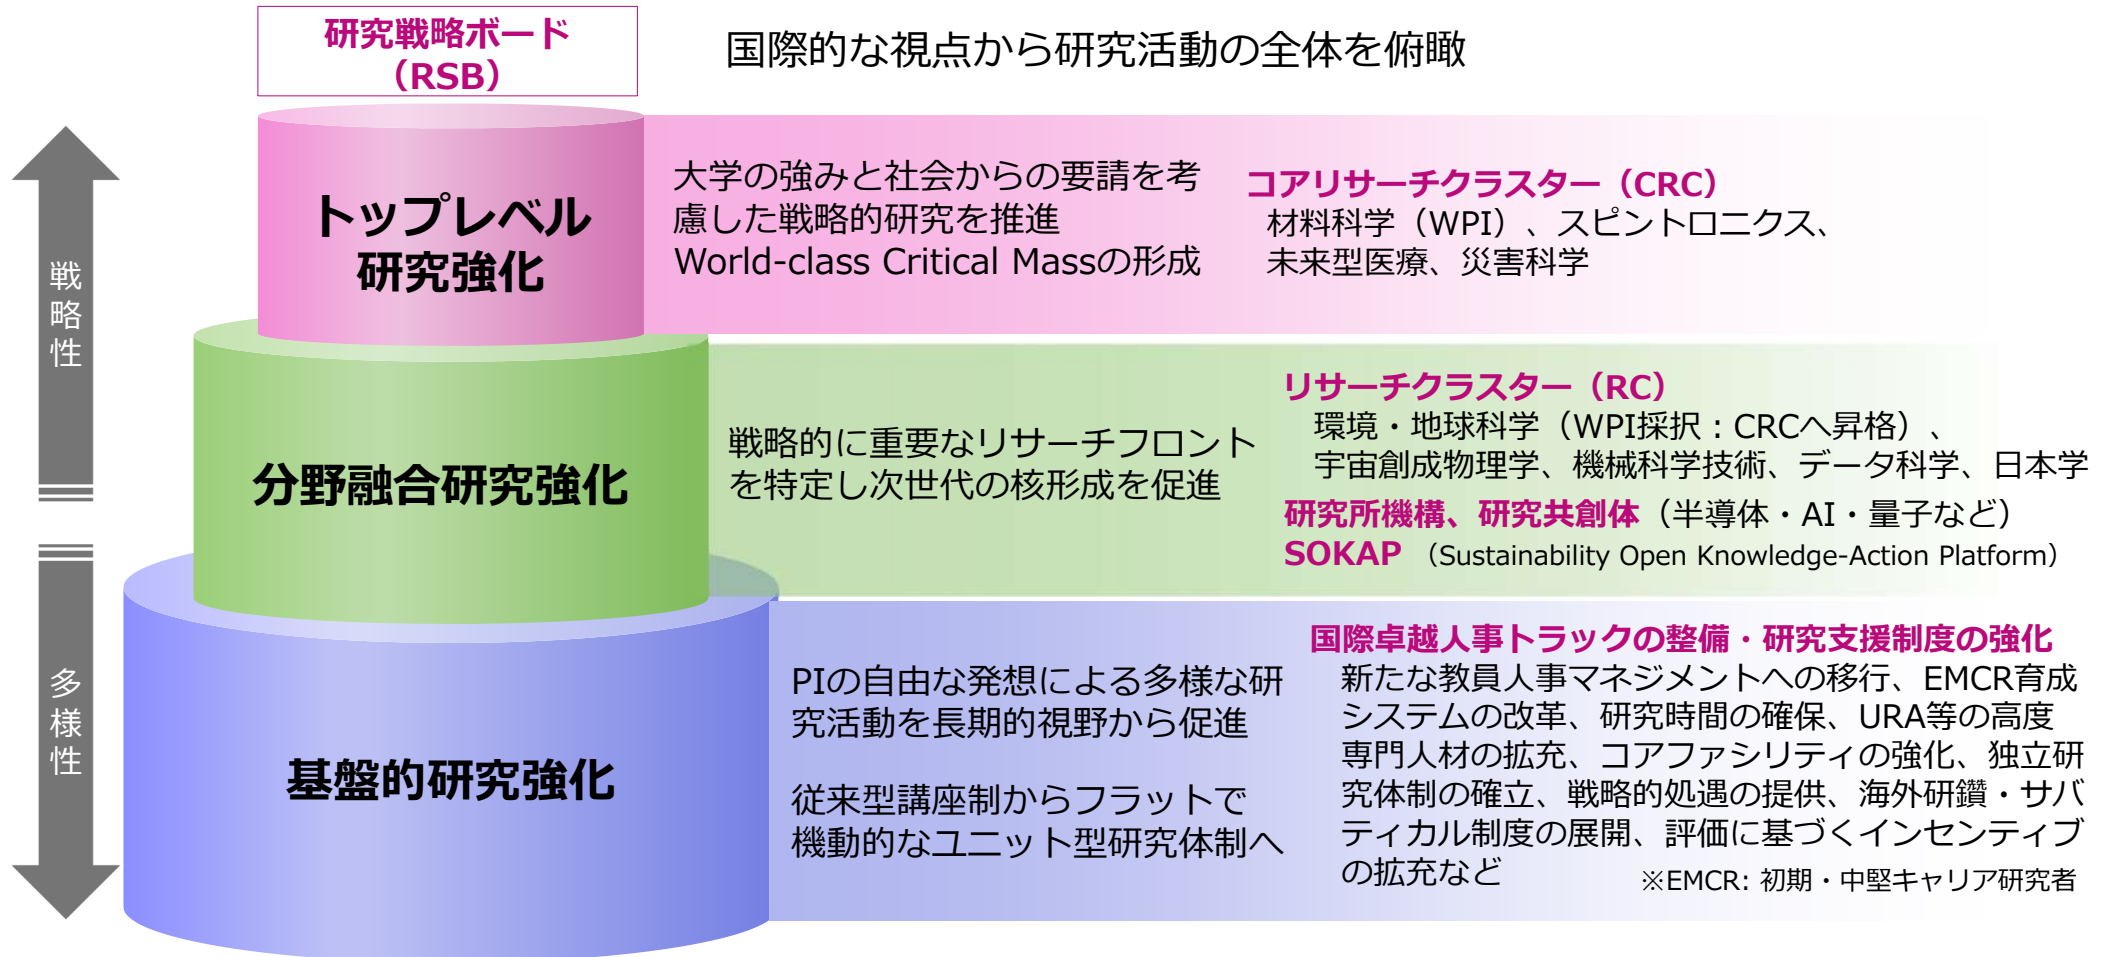 研究戦略ボード
（RSB）
国際的な視点から研究活動の全体を俯瞰
戦略性
多様性
トップレベル
研究強化
大学の強みと社会からの要請を考
慮した戦略的研究を推進
World-class Critical Massの形成
コアリサーチクラスター（CRC）
材料科学（WPI）、スピントロニクス、
未来型医療、災害科学
分野融合研究強化
戦略的に重要なリサーチフロント
を特定し次世代の核形成を促進
リサーチクラスター（RC）
環境・地球科学（WPI採択：CRCへ昇格）、
宇宙創成物理学、機械科学技術、データ科学、日本学
研究所機構、研究共創体（半導体・AI・量子など）
SOKAP （Sustainability Open Knowledge-Action Platform）
基盤的研究強化
PIの自由な発想による多様な研
究活動を長期的視野から促進
従来型講座制からフラットで
機動的なユニット型研究体制へ
国際卓越人事トラックの整備・研究支援制度の強化
新たな教員人事マネジメントへの移行、EMCR育成
システムの改革、研究時間の確保、URA等の高度
専門人材の拡充、コアファシリティの強化、独立研
究体制の確立、戦略的処遇の提供、海外研鑽・サバ
ティカル制度の展開、評価に基づくインセンティブ
の拡充など
※EMCR: 初期・中堅キャリア研究者